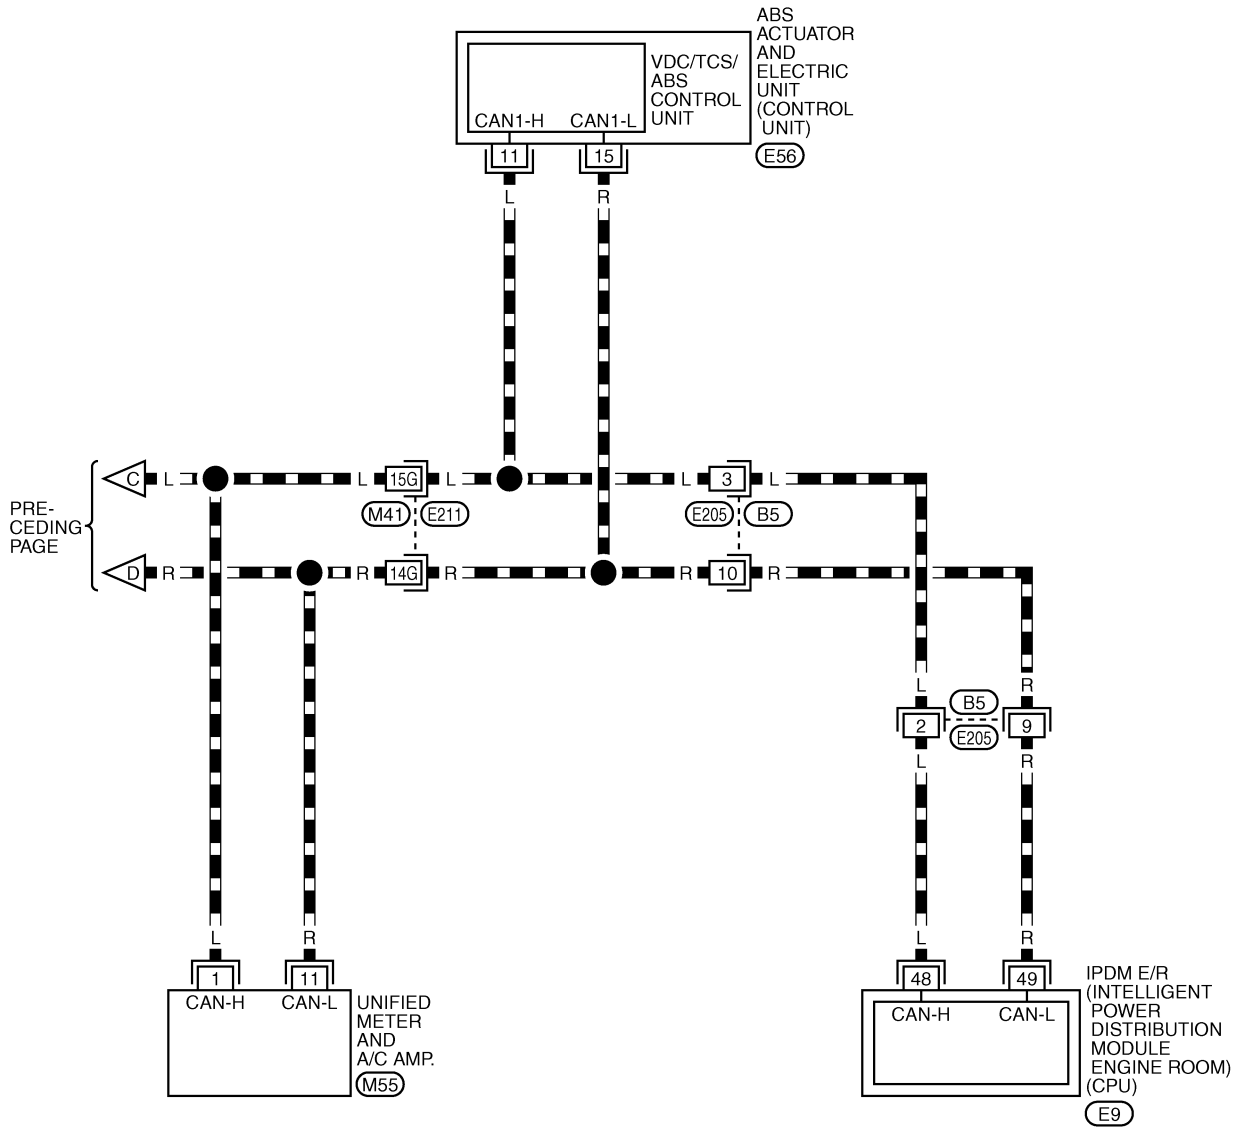 ABS
ACTUATOR
AND
ELECTRIC
UNIT
(CONTROL
UNIT)
E56
VDC/TCS/
ABS
CONTROL
UNIT
CAN1-H CAN1-L
11 15
L R
PRE-
CEDING
PAGE
C L L 15G L L 3 L
M41 E211 E205 B5
D R R 14G R R 10 R
L R
B5
2 9
E205
L R
L R
1 11
CAN-H CAN-L
UNIFIED
METER
AND
A/C AMP.
M55
L R
48 49
CAN-H CAN-L
IPDM E/R
(INTELLIGENT
POWER
DISTRIBUTION
MODULE
ENGINE ROOM)
(CPU)
E9